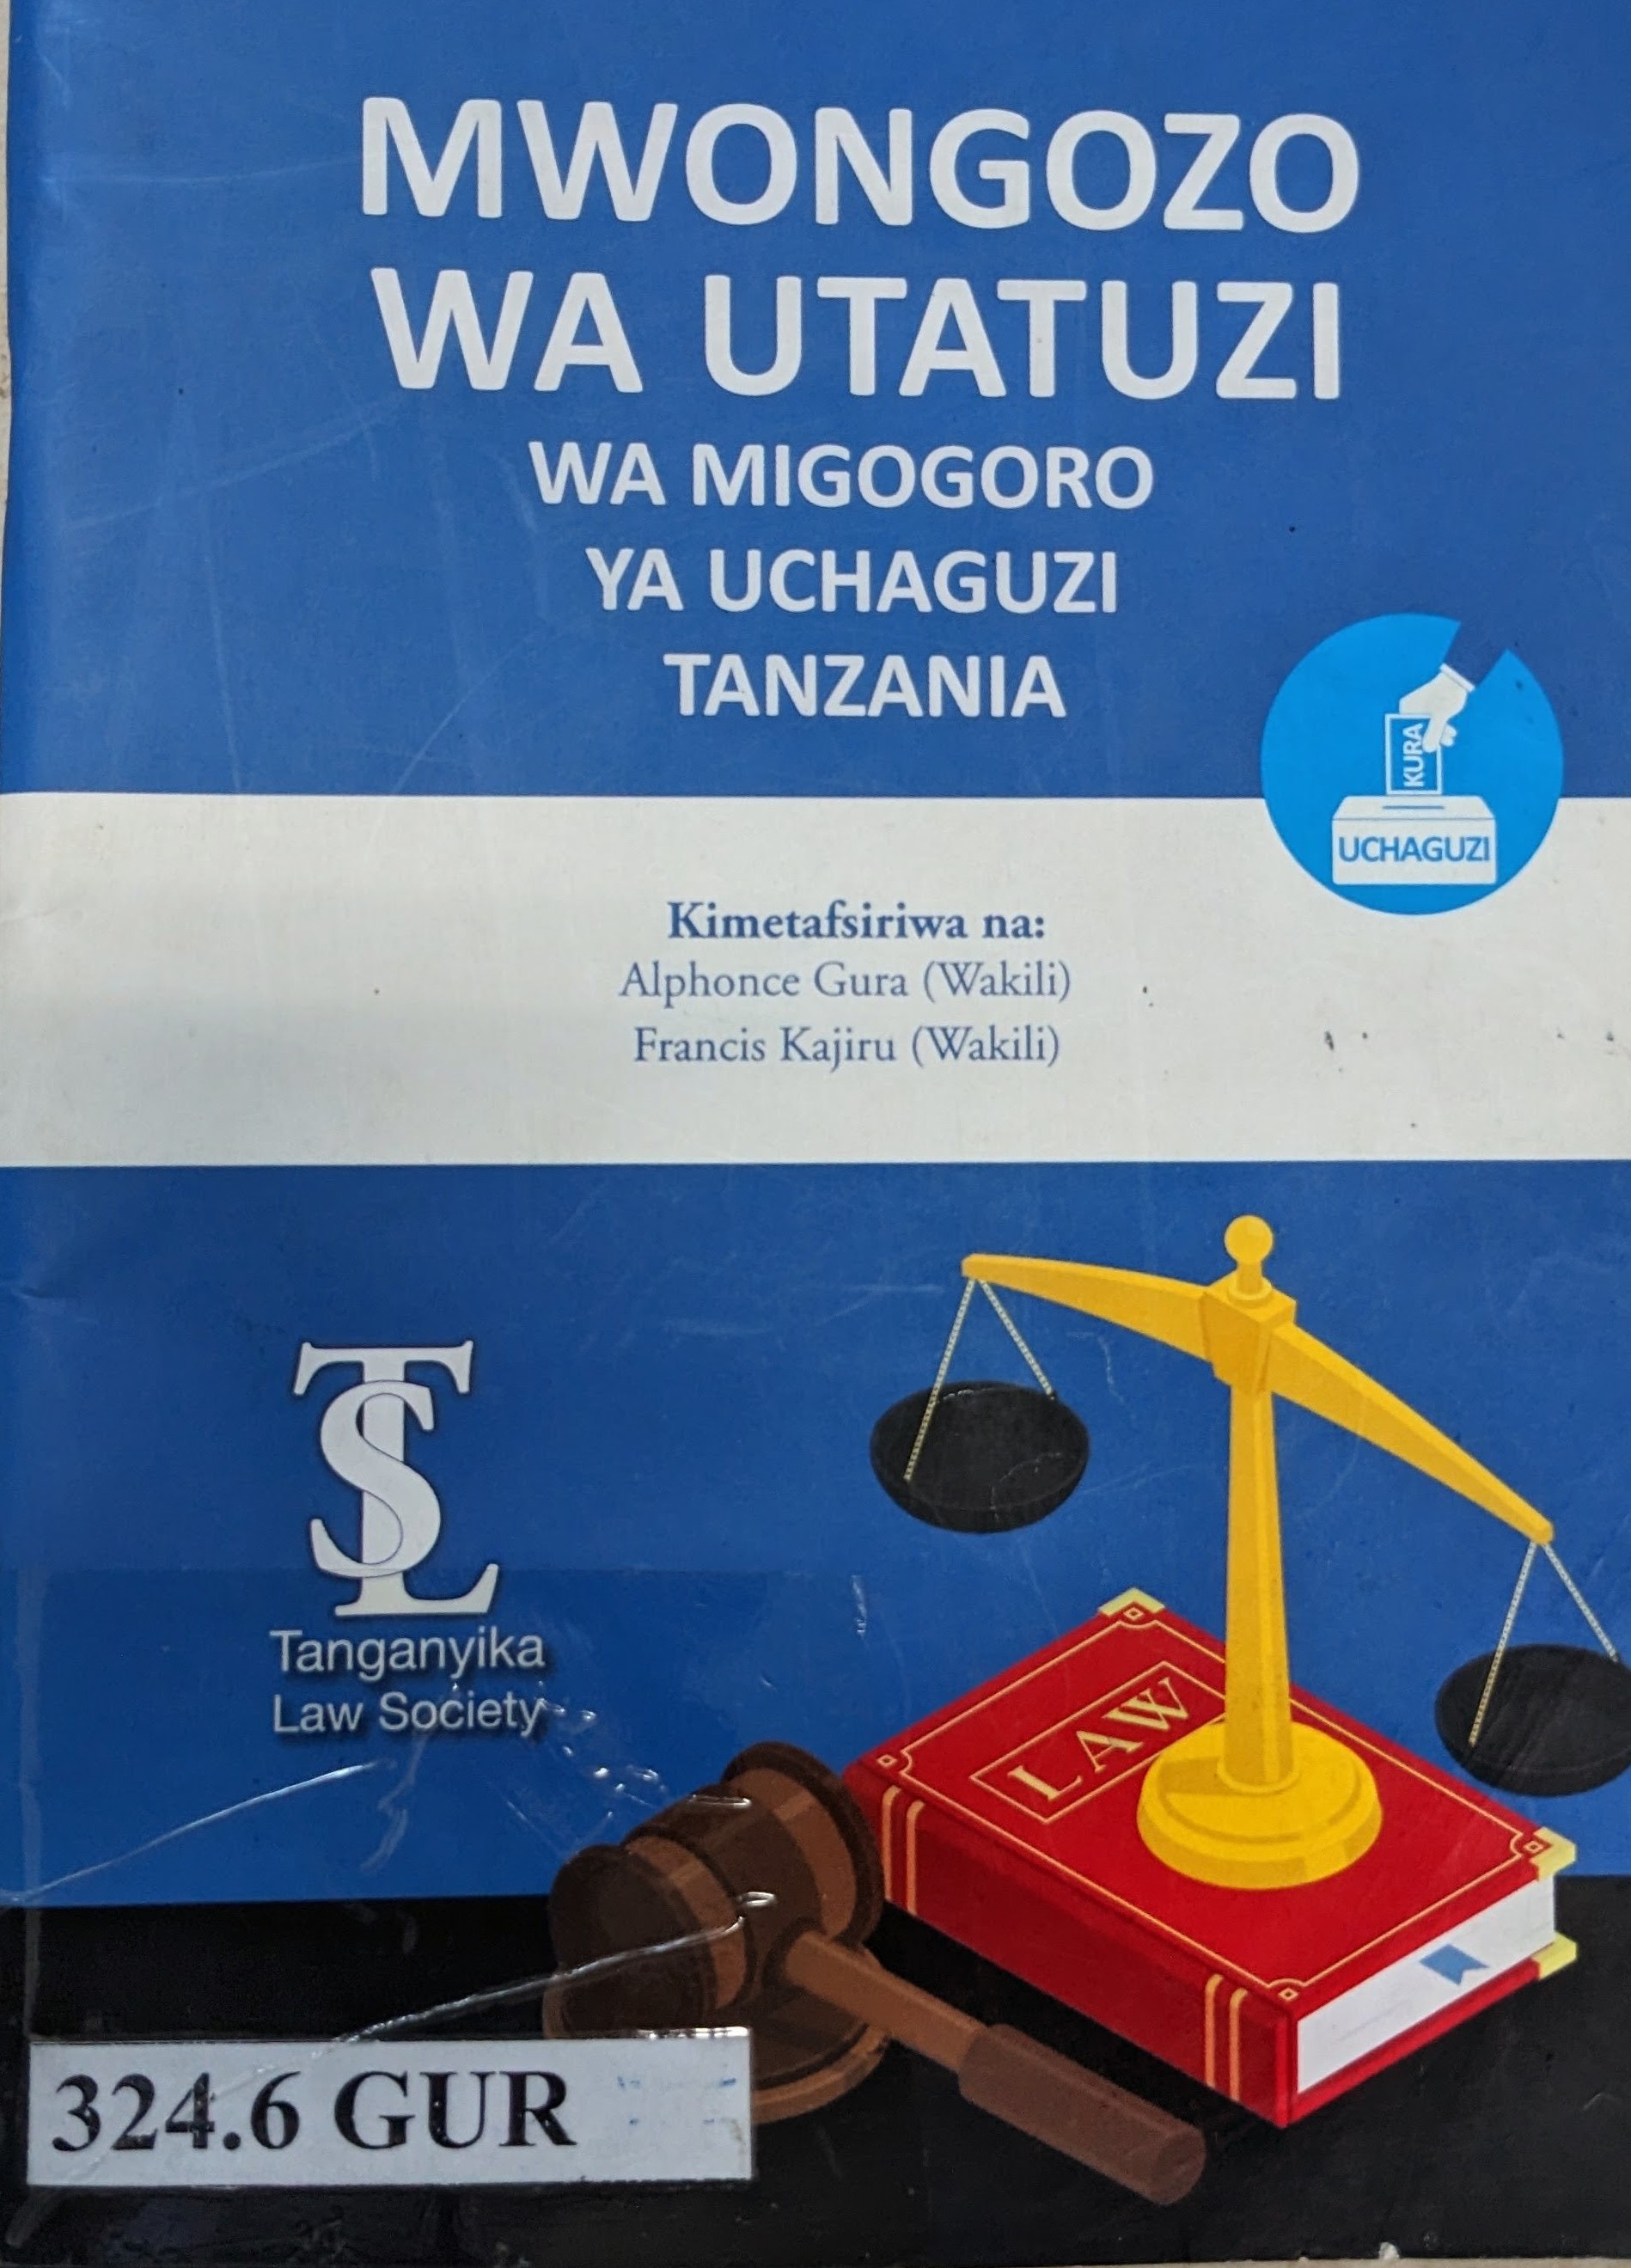 MWONGOZO
WA UTATUZI
WA MIGOGORO
YA UCHAGUZI
TANZANIA
KURA
UCHAGUZI
Kimetafsiriwa na:
Alphonce Gura (Wakili)
Francis Kajiru (Wakili)
TSL
Tanganyika
Law Society
LAW
324.6 GUR